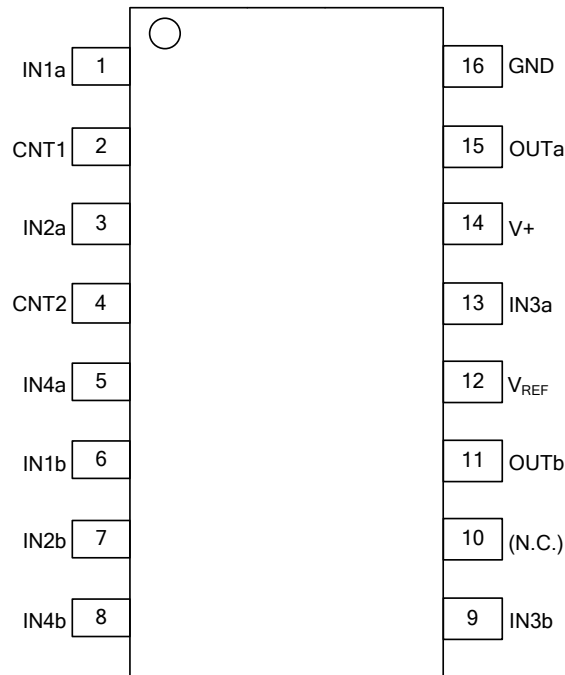 IN1a 1 16 GND
CNT1 2 15 OUTa
IN2a 3 14 V+
CNT2 4 13 IN3a
IN4a 5 12 VREF
IN1b 6 11 OUTb
IN2b 7 10 (N.C.)
IN4b 8 9 IN3b